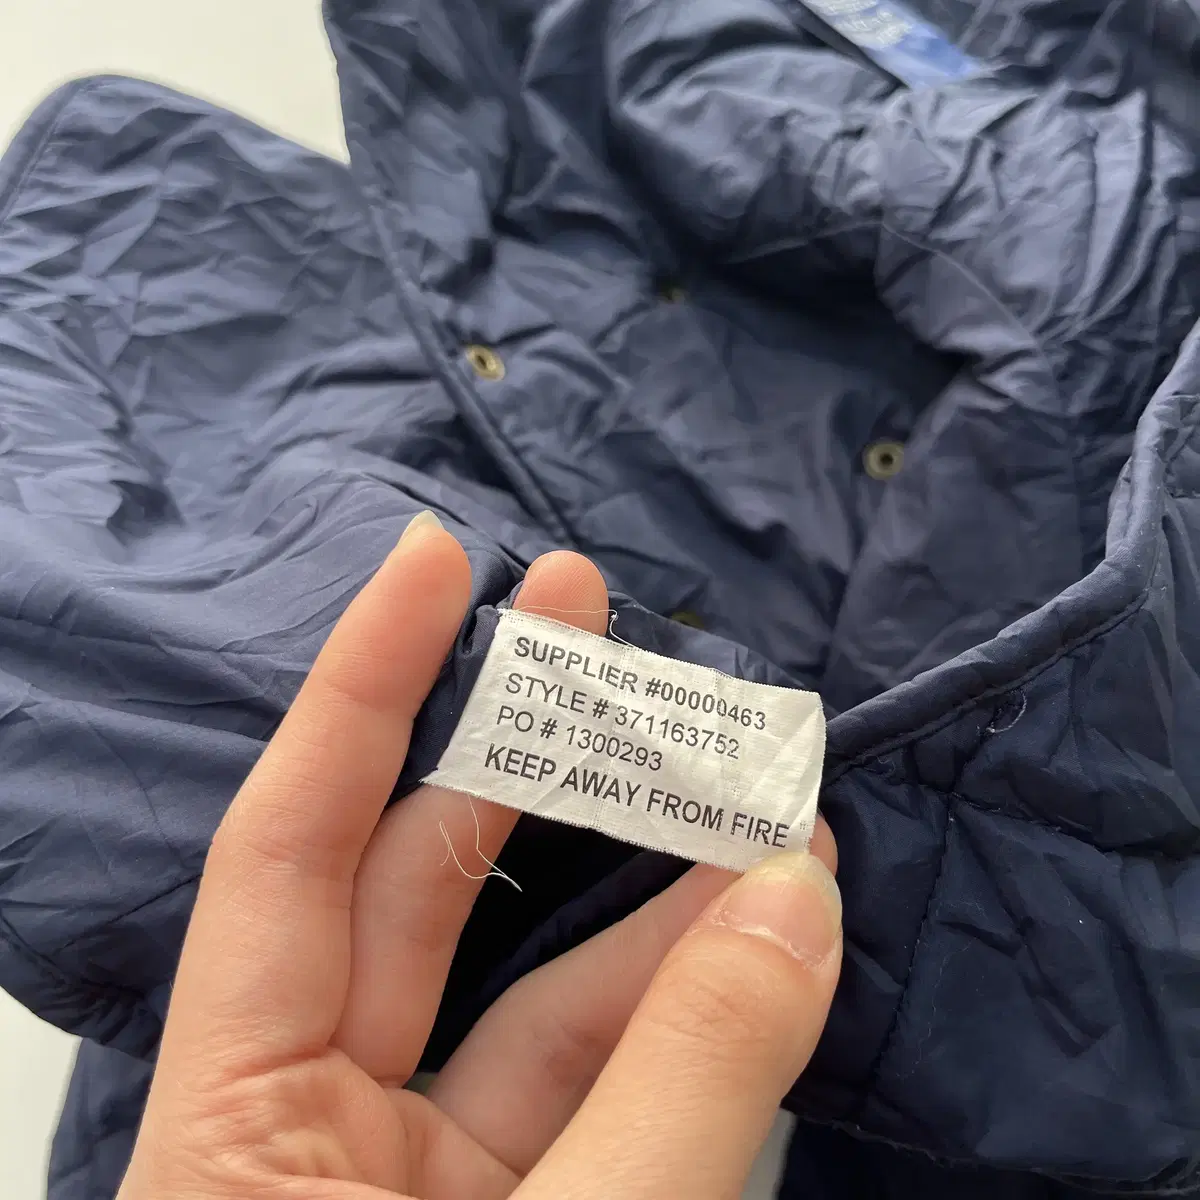 SUPPLIER #00000463
STYLE # 371163752
PO # 1300293
KEEP AWAY FROM FIRE